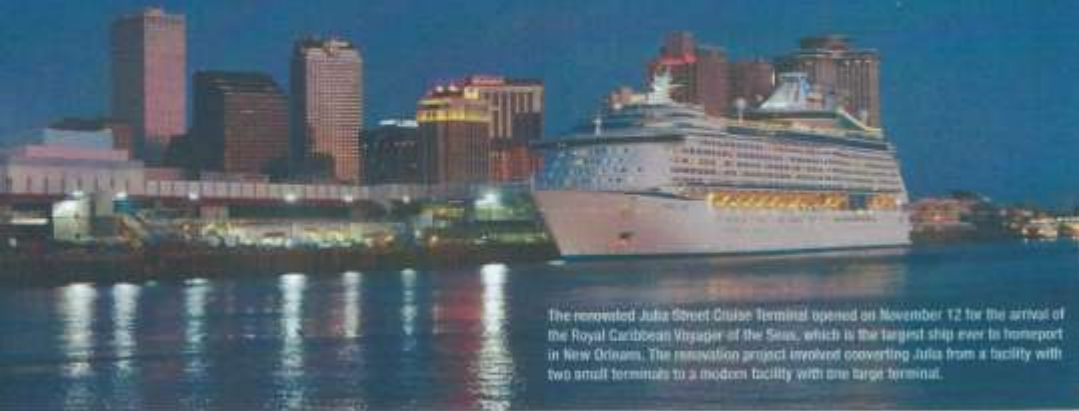 The renovated Julia Street Cruise Terminal opened on November 12 for the arrival of
the Royal Caribbean Voyager of the Seas, which is the largest ship ever to homeport
in New Orleans. The renovation project involved converting Julia from a facility with
two small terminals to a modern facility with one large terminal.